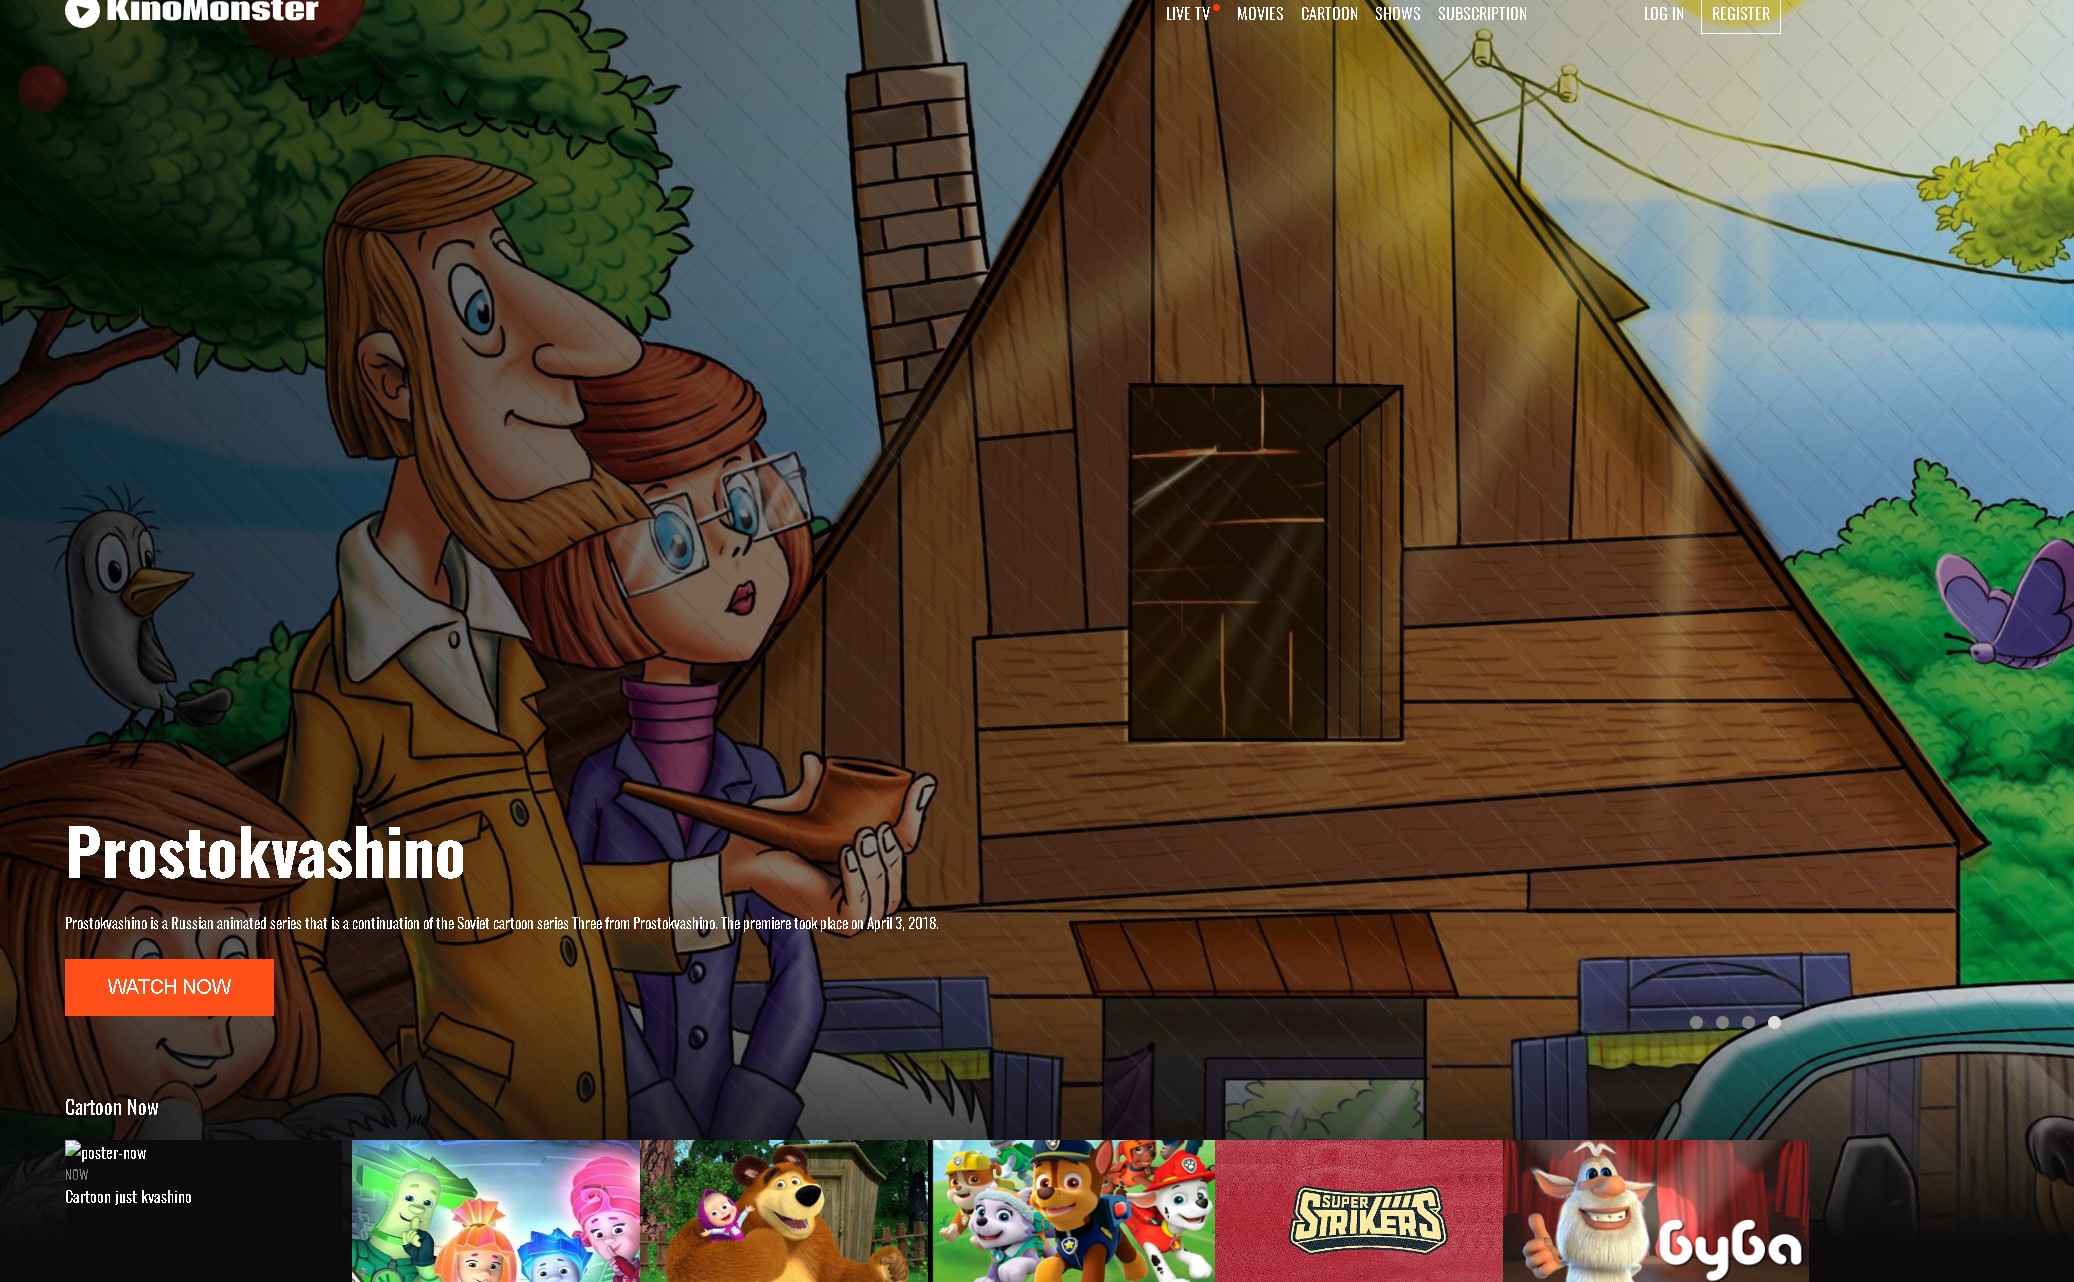 KinoMonster
LIVE TV MOVIES CARTOON SHOWS SUBSCRIPTION LOG IN REGISTER
Prostokvashino
Prostokvashino is a Russian animated series that is a continuation of the Soviet cartoon series Three from Prostokvashino. The premiere took place on April 3, 2018.
WATCH NOW
Cartoon Now
poster-now
NOW
Cartoon just kvashino
SUPER
STRIKERS
буба